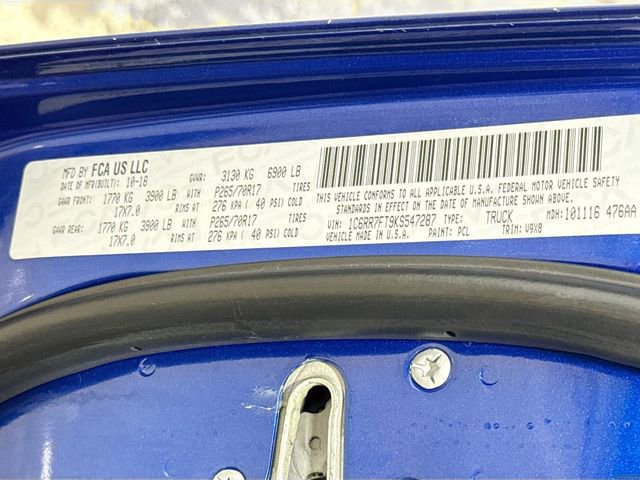 MFD BY FCA US LLC
DATE OF MFR(BUILT): 10-18 GVWR: 3130 KG 6900 LB
GAWR FRONT: 1770 KG 3900 LB WITH P265/70R17 TIRES
17X7.0 RIMS AT 276 KPA ( 40 PSI) COLD
GAWR REAR: 1770 KG 3900 LB WITH P265/70R17 TIRES
17X7.0 RIMS AT 276 KPA ( 40 PSI) COLD
THIS VEHICLE CONFORMS TO ALL APPLICABLE U.S.A. FEDERAL MOTOR VEHICLE SAFETY
STANDARDS IN EFFECT ON THE DATE OF MANUFACTURE SHOWN ABOVE.
VIN: 1C6RR7FT9KS547287 TYPE: TRUCK MDH:101116 476AA
VEHICLE MADE IN U.S.A. PAINT: PCL TRIM: V9X8